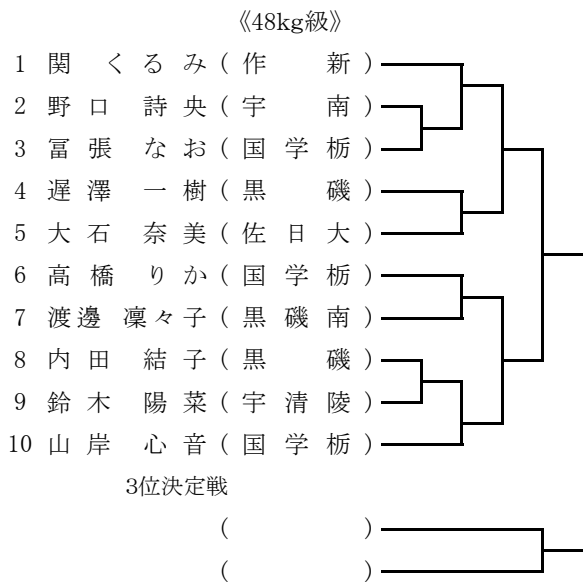 《48kg級》
1 関 くるみ(作新)
2 野口 詩央(宇南)
3 冨張 なお(国学栃)
4 遅澤 一樹(黒磯)
5 大石 奈美(佐日大)
6 高橋 りか(国学栃)
7 渡邊 凜々子(黒磯南)
8 内田 結子(黒磯)
9 鈴木 陽菜(宇清陵)
10 山岸 心音(国学栃)
3位決定戦
( )
( )